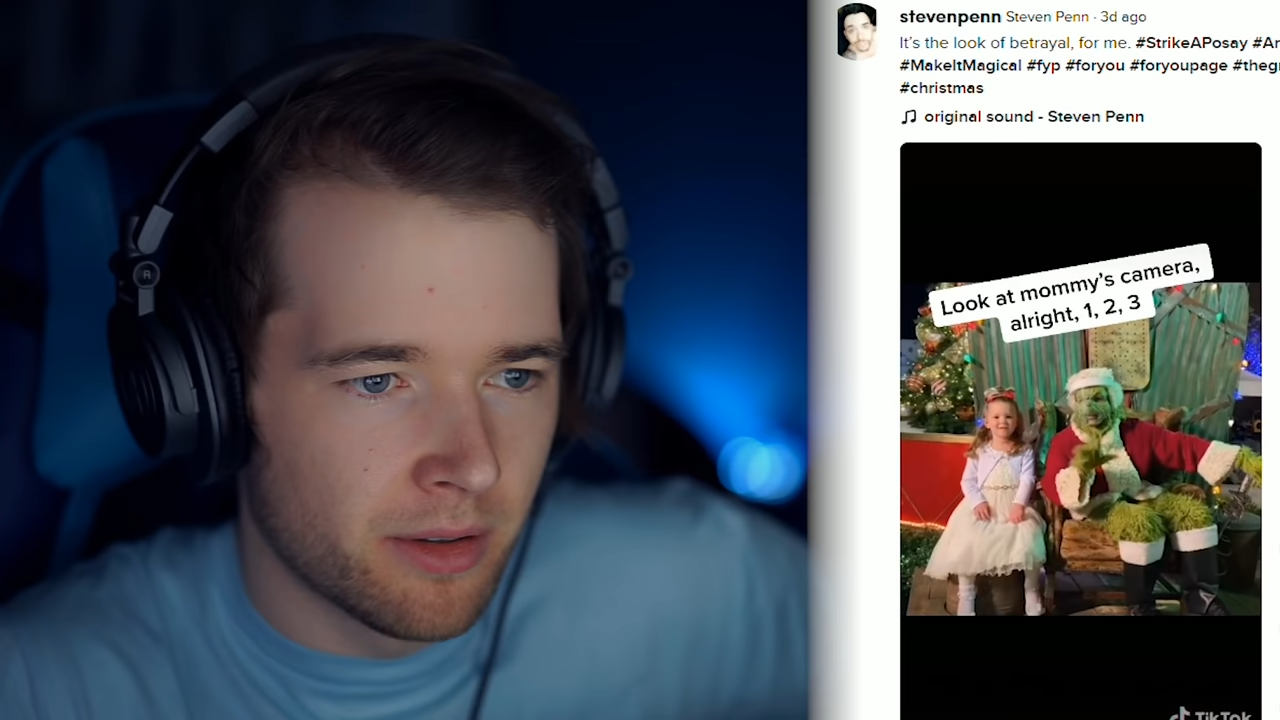 stevenpenn Steven Penn · 3d ago
It's the look of betrayal, for me. #StrikeAPosay
#MakeItMagical #fyp #foryou #foryoupage
#christmas
original sound - Steven Penn
Look at mommy's camera,
alright, 1, 2, 3
TikTok
R